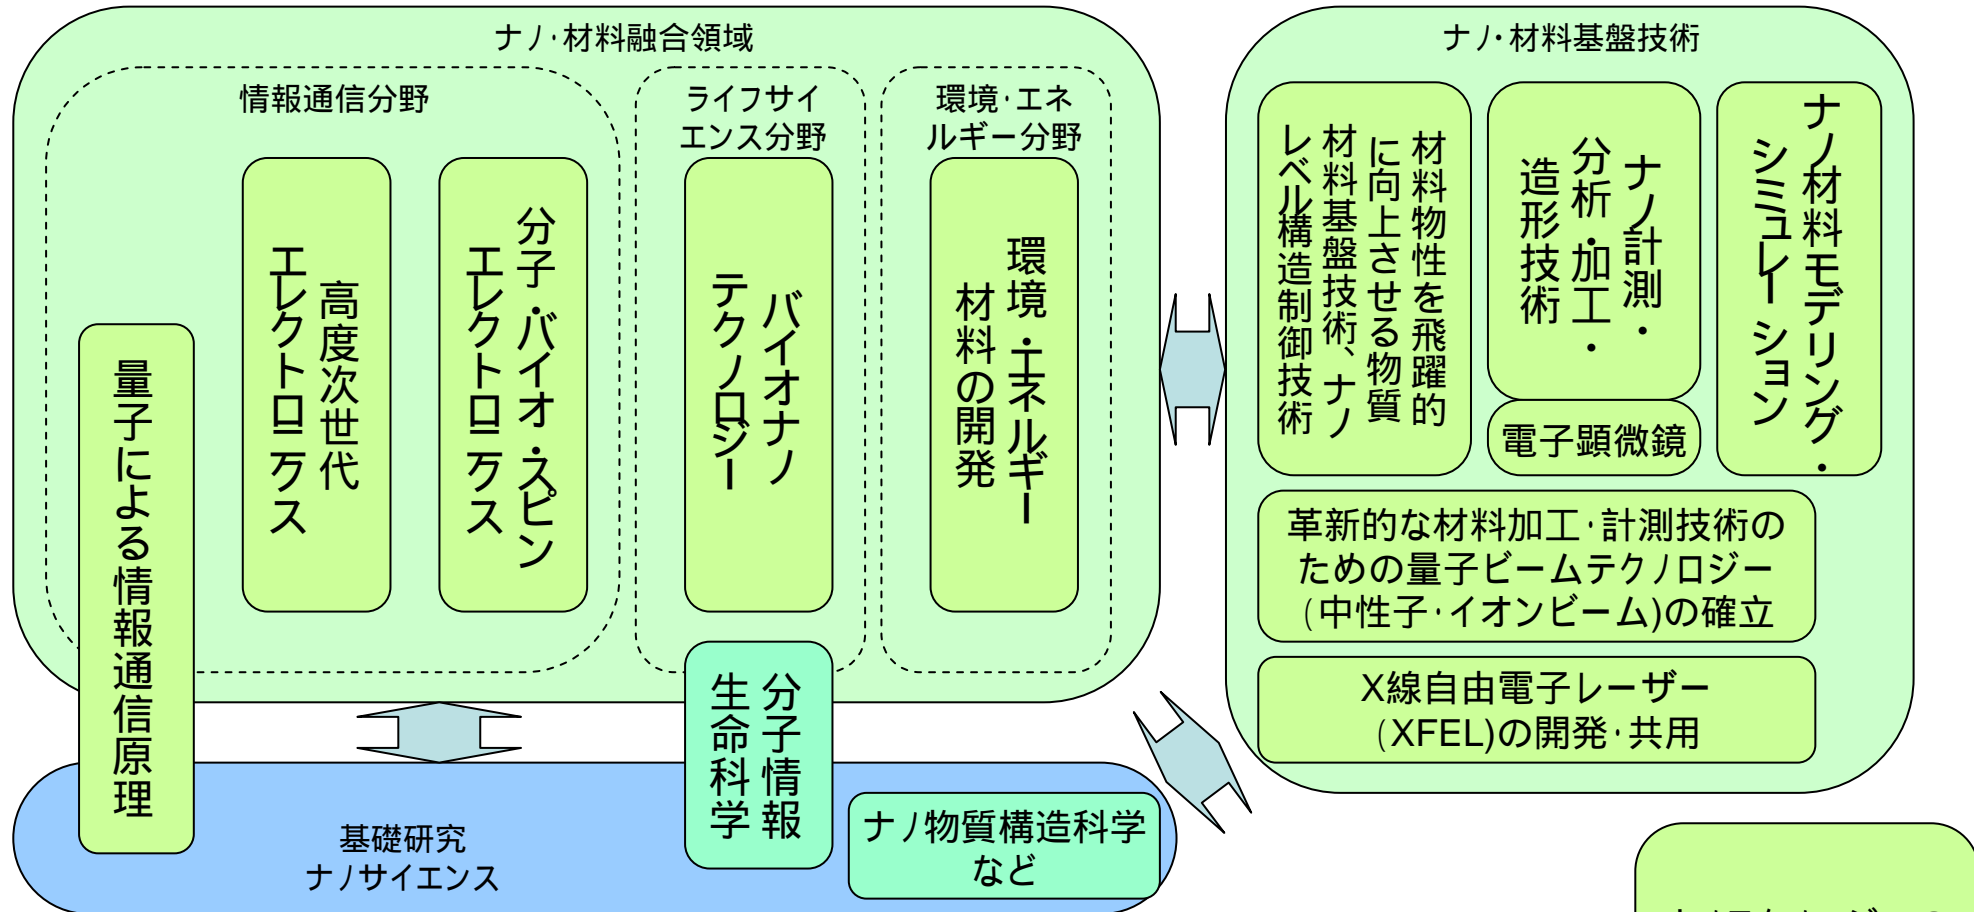 ナノ・材料融合領域
情報通信分野
ライフサイ
エンス分野
環境・エネ
ルギー分野
量子による情報通信原理
高度次世代
エレクトロニクス
分子・バイオ・スピン
エレクトロニクス
バイオナノ
テクノロジー
環境・エネルギー
材料の開発
分子情報
生命科学
基礎研究
ナノサイエンス
ナノ物質構造科学
など
ナノ・材料基盤技術
材料物性を飛躍的
に向上させる物質
材料基盤技術、ナノ
レベル構造制御技術
ナノ計測・
分析・加工・
造形技術
電子顕微鏡
ナノ材料モデリング・
シミュレーション
革新的な材料加工・計測技術の
ための量子ビームテクノロジー
(中性子・イオンビーム)の確立
X線自由電子レーザー
(XFEL)の開発・共用